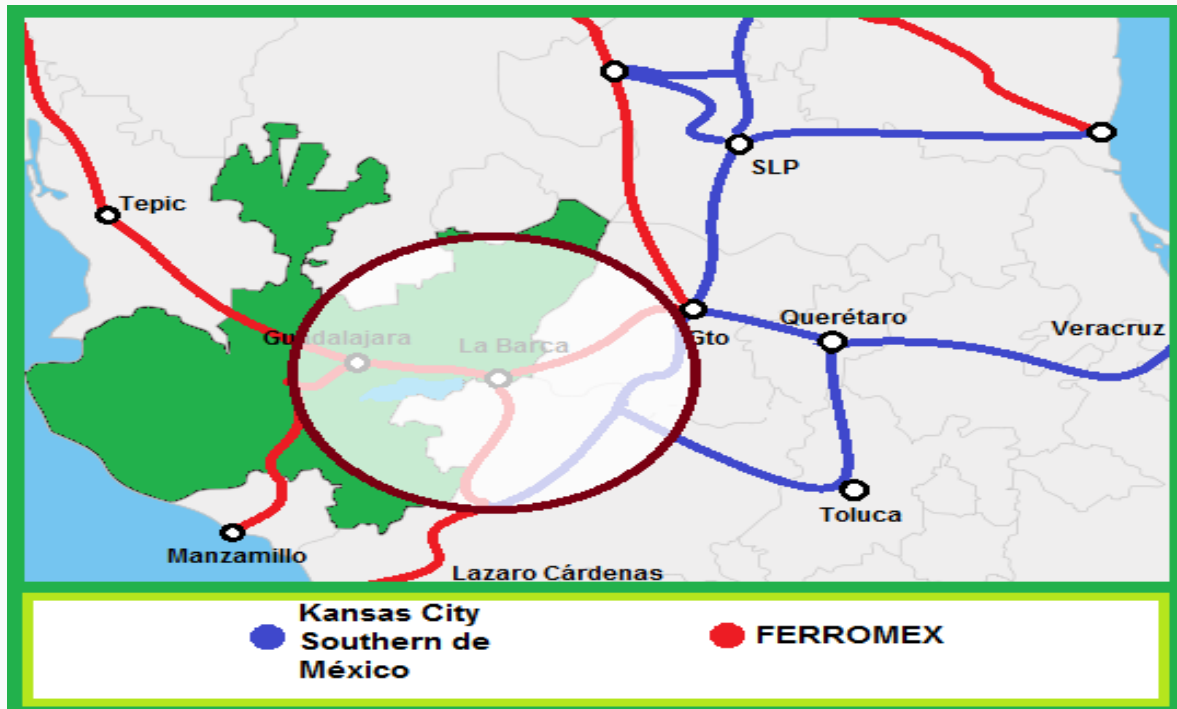 SLP
Tepic
Querétaro
Veracruz
Guadalajara
La Barca
Gto
Toluca
Manzamillo
Lazaro Cárdenas
Kansas City
Southern de
México
FERROMEX